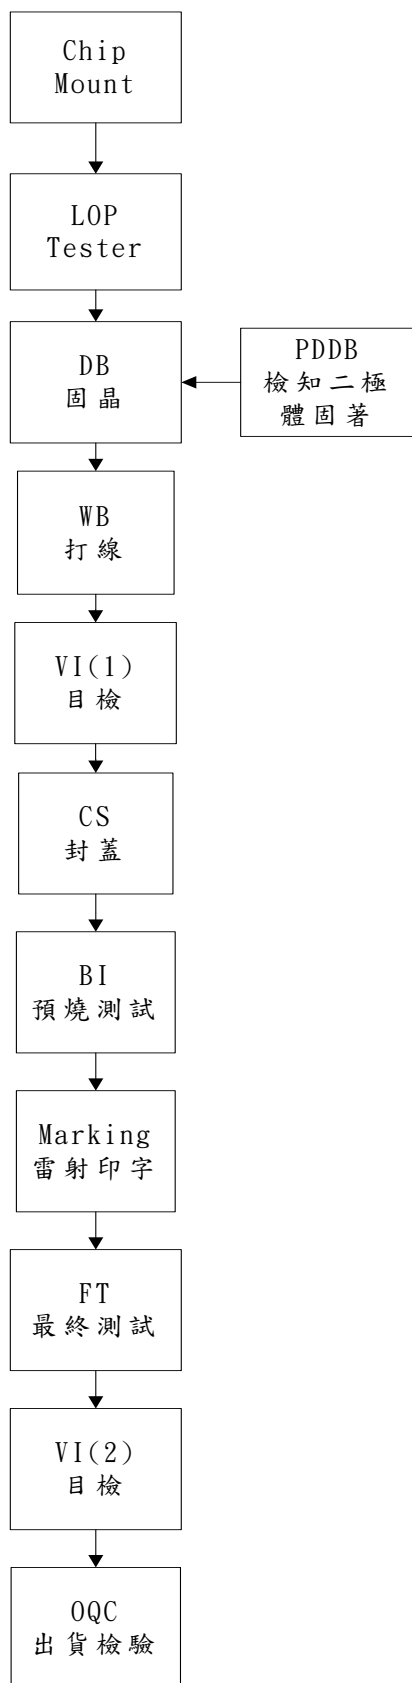 Chip
Mount
LOP
Tester
DB
固晶
PDDB
檢知二極
體固著
WB
打線
VI(1)
目檢
CS
封蓋
BI
預燒測試
Marking
雷射印字
FT
最終測試
VI(2)
目檢
OQC
出貨檢驗